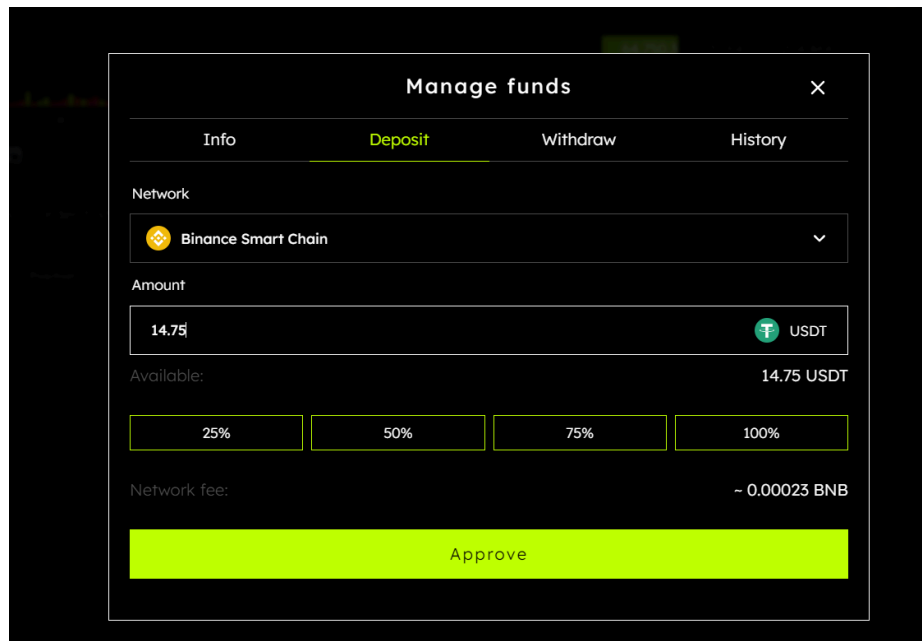 Manage funds
Info Deposit Withdraw History
Network
Binance Smart Chain
Amount
14.75 USDT
Available: 14.75 USDT
25% 50% 75% 100%
Network fee: ~ 0.00023 BNB
Approve